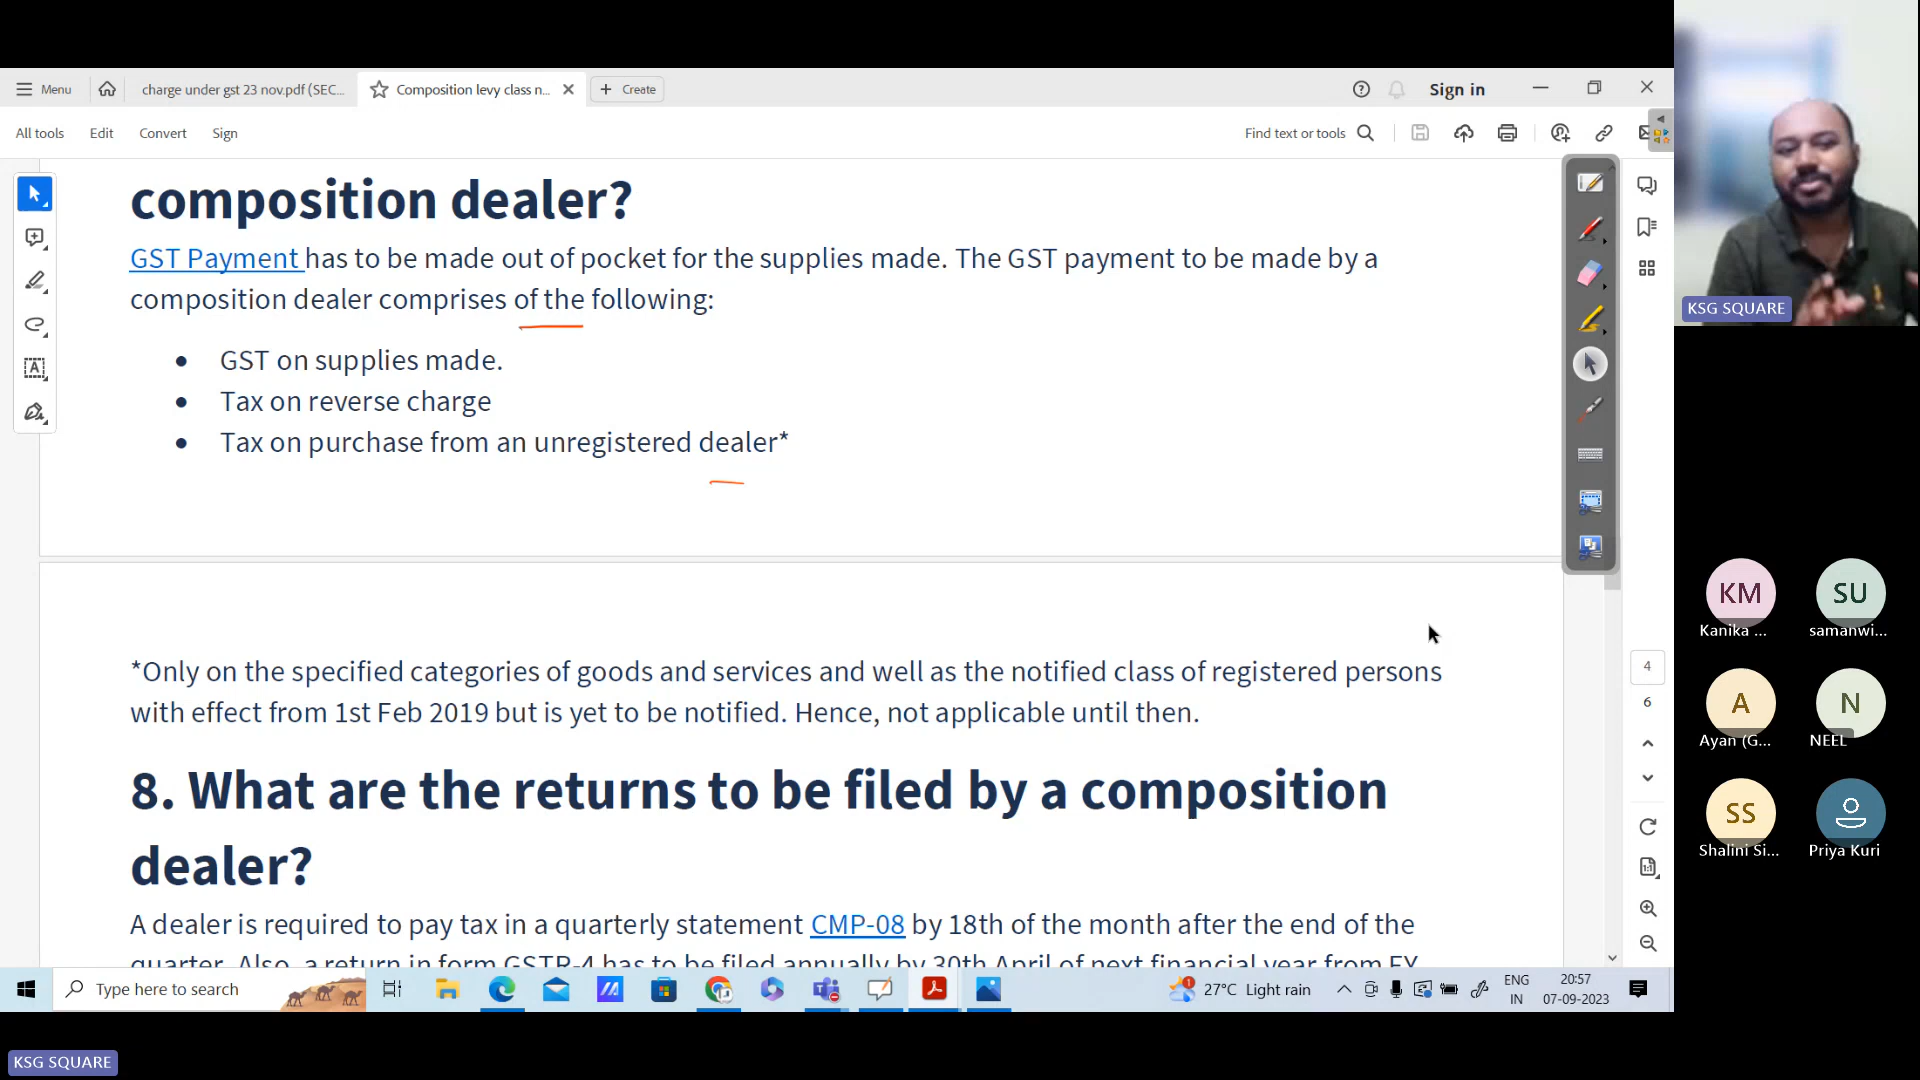 Menu
charge under gst 23 nov.pdf (SEC...
Composition levy class n...
Create
Sign in
All tools
Edit
Convert
Sign
Find text or tools
composition dealer?
GST Payment has to be made out of pocket for the supplies made. The GST payment to be made by a
composition dealer comprises of the following:
• GST on supplies made.
• Tax on reverse charge
• Tax on purchase from an unregistered dealer*
*Only on the specified categories of goods and services and well as the notified class of registered persons
with effect from 1st Feb 2019 but is yet to be notified. Hence, not applicable until then.
8. What are the returns to be filed by a composition
dealer?
A dealer is required to pay tax in a quarterly statement CMP-08 by 18th of the month after the end of the
quarter. Also, a return in form GSTR-4 has to be filed annually by 30th April of next financial year from FY
4
6
KSG SQUARE
KM
Kanika ...
SU
samanwi...
A
Ayan (G...
N
NEEL
SS
Shalini Si...
Priya Kuri
Type here to search
1
27°C Light rain
ENG
IN
20:57
07-09-2023
KSG SQUARE